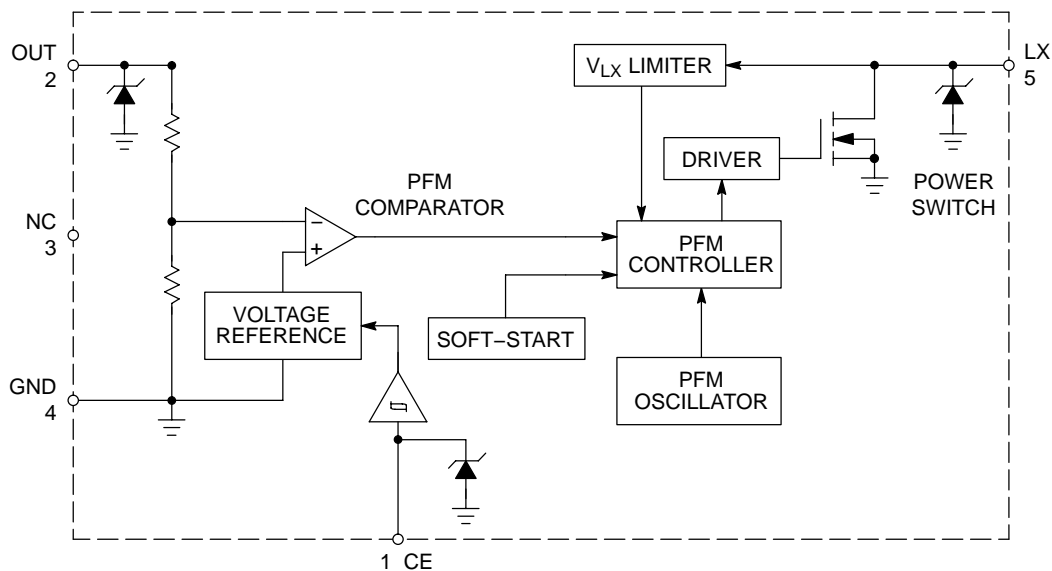 OUT
2
LX
5
VLX LIMITER
DRIVER
POWER
SWITCH
PFM
COMPARATOR
NC
3
−
+
PFM
CONTROLLER
VOLTAGE
REFERENCE
SOFT−START
GND
4
PFM
OSCILLATOR
1 CE